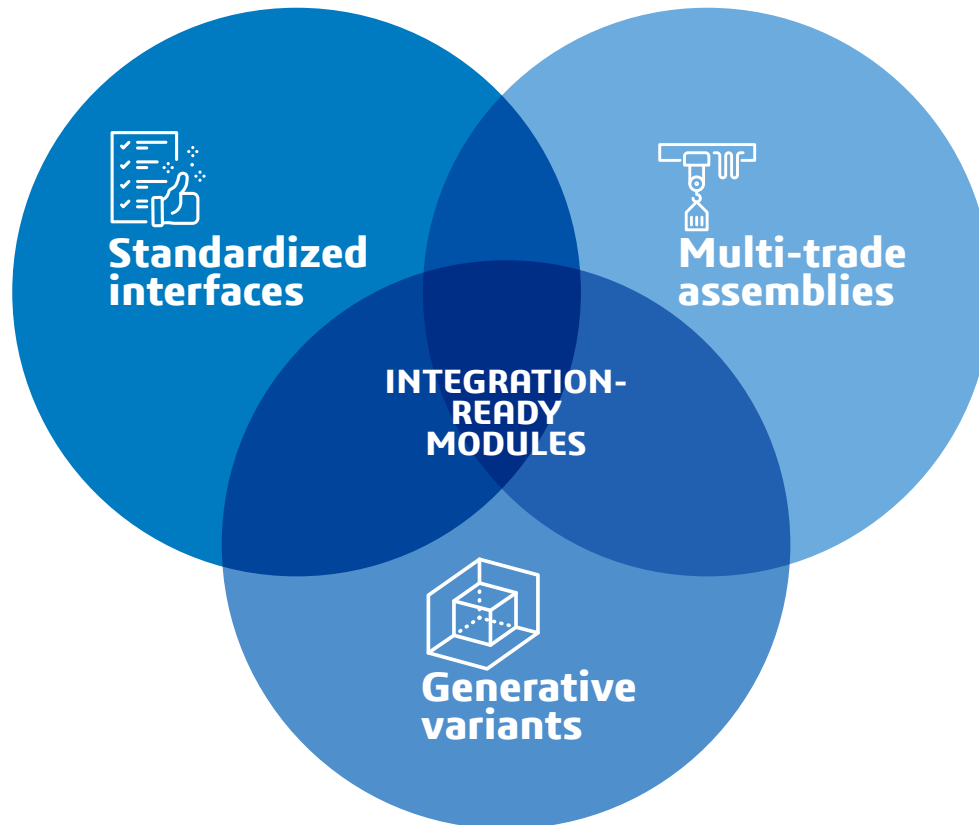 Standardized
interfaces
Multi-trade
assemblies
INTEGRATION-
READY
MODULES
Generative
variants